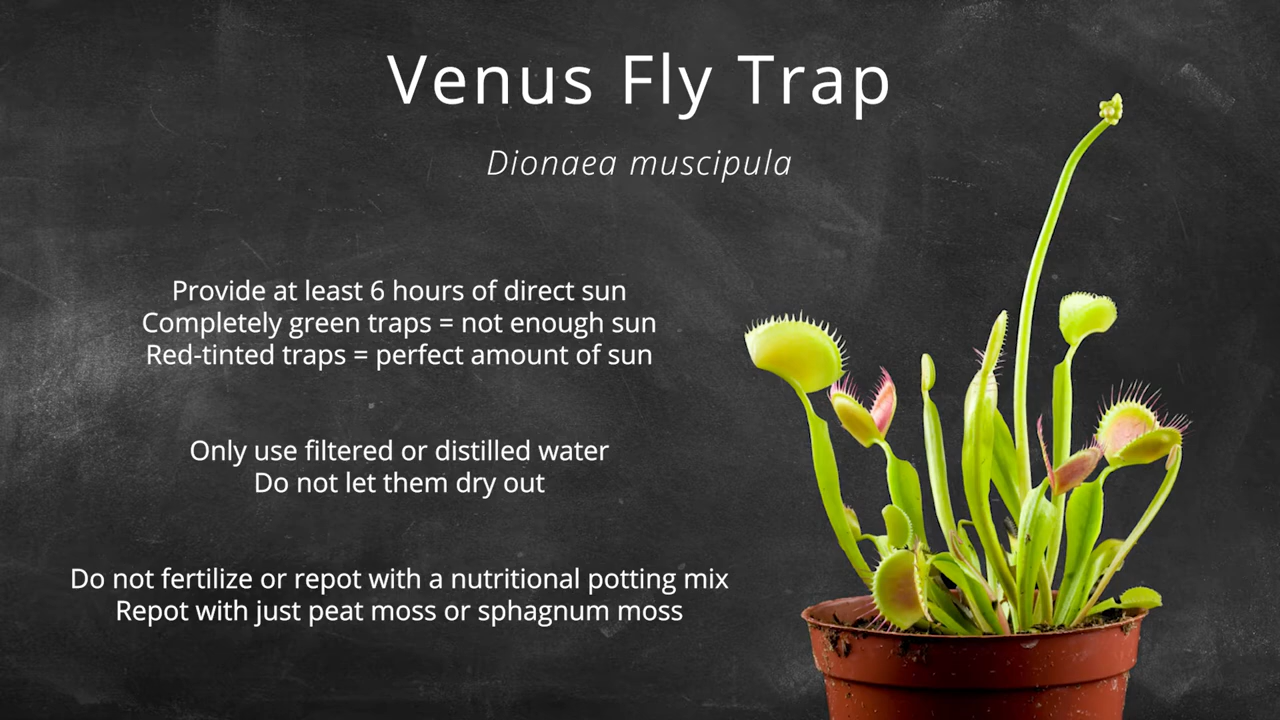 Venus Fly Trap
Dionaea muscipula
Provide at least 6 hours of direct sun
Completely green traps = not enough sun
Red-tinted traps = perfect amount of sun
Only use filtered or distilled water
Do not let them dry out
Do not fertilize or repot with a nutritional potting mix
Repot with just peat moss or sphagnum moss